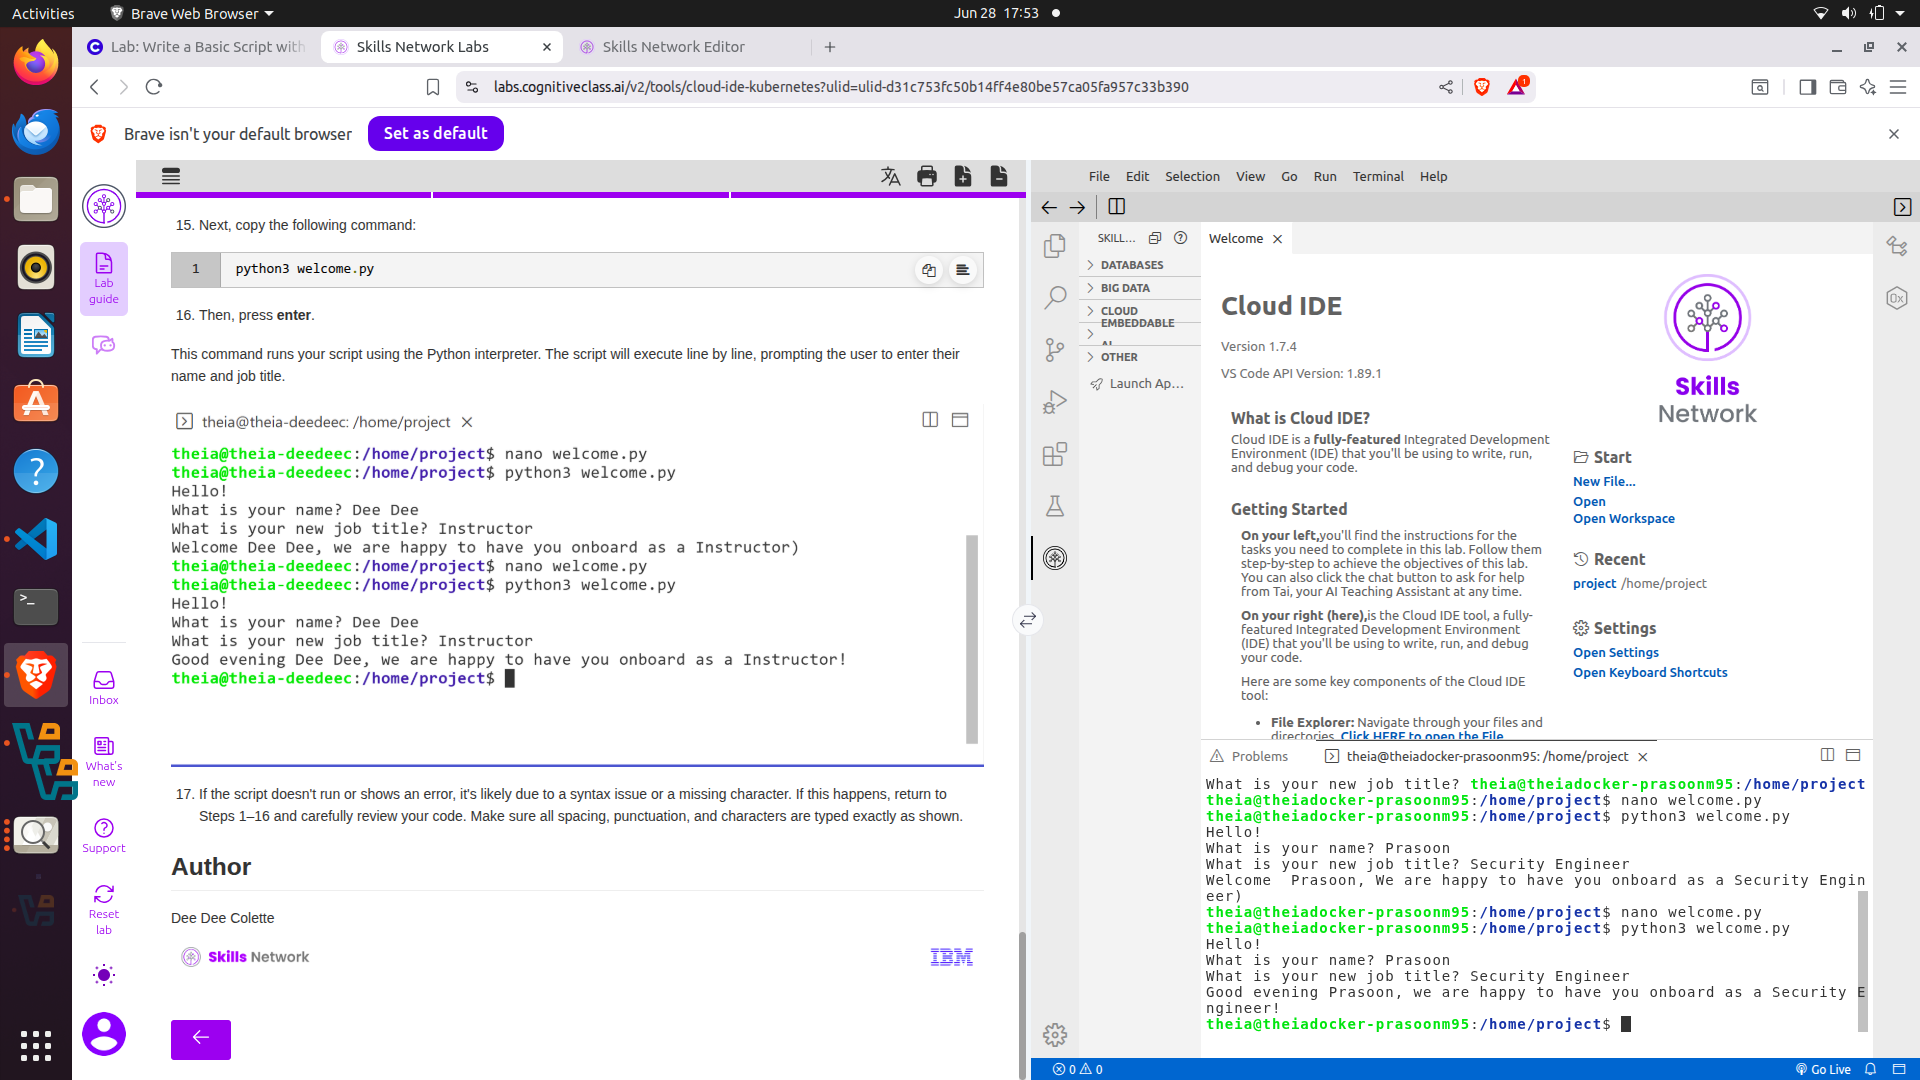 Activities
Brave Web Browser
Jun 28 17:53
Lab: Write a Basic Script with
Skills Network Labs
Skills Network Editor
labs.cognitiveclass.ai/v2/tools/cloud-ide-kubernetes?ulid=ulid-d31c753fc50b14ff4e80be57ca05fa957c33b390
1
Brave isn't your default browser
Set as default
Lab guide
Inbox
What's new
Support
Reset lab
15. Next, copy the following command:
1 python3 welcome.py
16. Then, press enter.
This command runs your script using the Python interpreter. The script will execute line by line, prompting the user to enter their
name and job title.
theia@theia-deedeec: /home/project
theia@theia-deedeec:/home/project$ nano welcome.py
theia@theia-deedeec:/home/project$ python3 welcome.py
Hello!
What is your name? Dee Dee
What is your new job title? Instructor
Welcome Dee Dee, we are happy to have you onboard as a Instructor)
theia@theia-deedeec:/home/project$ nano welcome.py
theia@theia-deedeec:/home/project$ python3 welcome.py
Hello!
What is your name? Dee Dee
What is your new job title? Instructor
Good evening Dee Dee, we are happy to have you onboard as a Instructor!
theia@theia-deedeec:/home/project$
17. If the script doesn't run or shows an error, it's likely due to a syntax issue or a missing character. If this happens, return to
Steps 1–16 and carefully review your code. Make sure all spacing, punctuation, and characters are typed exactly as shown.
Author
Dee Dee Colette
Skills Network
IBM
File Edit Selection View Go Run Terminal Help
SKILL...
DATABASES
BIG DATA
CLOUD
EMBEDDABLE
AI
OTHER
Launch Ap...
Welcome
Cloud IDE
Version 1.7.4
VS Code API Version: 1.89.1
What is Cloud IDE?
Cloud IDE is a fully-featured Integrated Development
Environment (IDE) that you'll be using to write, run,
and debug your code.
Getting Started
On your left,you'll find the instructions for the
tasks you need to complete in this lab. Follow them
step-by-step to achieve the objectives of this lab.
You can also click the chat button to ask for help
from Tai, your AI Teaching Assistant at any time.
On your right (here),is the Cloud IDE tool, a fully-
featured Integrated Development Environment
(IDE) that you'll be using to write, run, and debug
your code.
Here are some key components of the Cloud IDE
tool:
• File Explorer: Navigate through your files and
directories. Click HERE to open the File
Skills
Network
Start
New File...
Open
Open Workspace
Recent
project /home/project
Settings
Open Settings
Open Keyboard Shortcuts
0x
Problems
theia@theiadocker-prasoonm95: /home/project
What is your new job title? theia@theiadocker-prasoonm95:/home/project
theia@theiadocker-prasoonm95:/home/project$ nano welcome.py
theia@theiadocker-prasoonm95:/home/project$ python3 welcome.py
Hello!
What is your name? Prasoon
What is your new job title? Security Engineer
Welcome  Prasoon, We are happy to have you onboard as a Security Engin
eer)
theia@theiadocker-prasoonm95:/home/project$ nano welcome.py
theia@theiadocker-prasoonm95:/home/project$ python3 welcome.py
Hello!
What is your name? Prasoon
What is your new job title? Security Engineer
Good evening Prasoon, we are happy to have you onboard as a Security E
ngineer!
theia@theiadocker-prasoonm95:/home/project$
0 0
Go Live